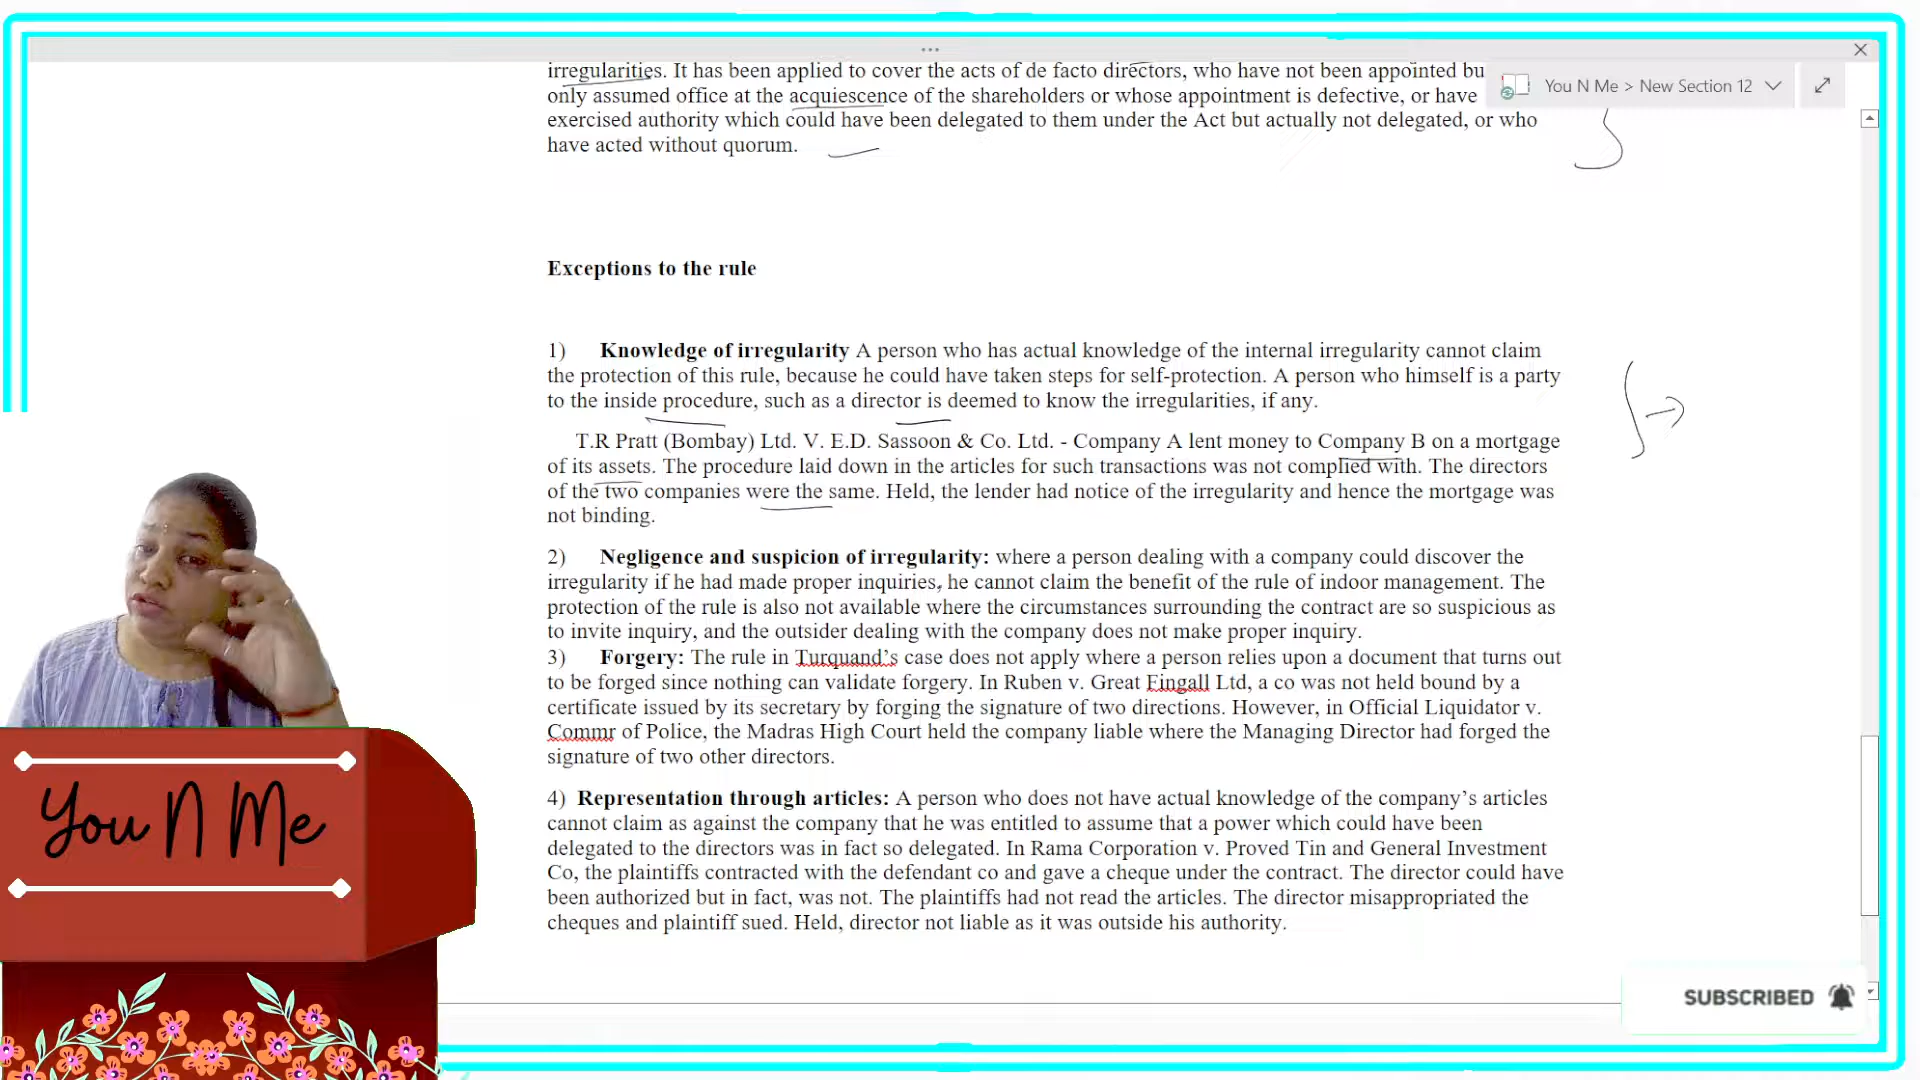 irregularities. It has been applied to cover the acts of de facto directors, who have not been appointed bu
You N Me > New Section 12
only assumed office at the acquiescence of the shareholders or whose appointment is defective, or have
exercised authority which could have been delegated to them under the Act but actually not delegated, or who
have acted without quorum.
Exceptions to the rule
1) Knowledge of irregularity A person who has actual knowledge of the internal irregularity cannot claim
the protection of this rule, because he could have taken steps for self-protection. A person who himself is a party
to the inside procedure, such as a director is deemed to know the irregularities, if any.
T.R Pratt (Bombay) Ltd. V. E.D. Sassoon & Co. Ltd. - Company A lent money to Company B on a mortgage
of its assets. The procedure laid down in the articles for such transactions was not complied with. The directors
of the two companies were the same. Held, the lender had notice of the irregularity and hence the mortgage was
not binding.
2) Negligence and suspicion of irregularity: where a person dealing with a company could discover the
irregularity if he had made proper inquiries, he cannot claim the benefit of the rule of indoor management. The
protection of the rule is also not available where the circumstances surrounding the contract are so suspicious as
to invite inquiry, and the outsider dealing with the company does not make proper inquiry.
3) Forgery: The rule in Turquand’s case does not apply where a person relies upon a document that turns out
to be forged since nothing can validate forgery. In Ruben v. Great Fingall Ltd, a co was not held bound by a
certificate issued by its secretary by forging the signature of two directions. However, in Official Liquidator v.
Commr of Police, the Madras High Court held the company liable where the Managing Director had forged the
signature of two other directors.
4) Representation through articles: A person who does not have actual knowledge of the company’s articles
cannot claim as against the company that he was entitled to assume that a power which could have been
delegated to the directors was in fact so delegated. In Rama Corporation v. Proved Tin and General Investment
Co, the plaintiffs contracted with the defendant co and gave a cheque under the contract. The director could have
been authorized but in fact, was not. The plaintiffs had not read the articles. The director misappropriated the
cheques and plaintiff sued. Held, director not liable as it was outside his authority.
You N Me
SUBSCRIBED